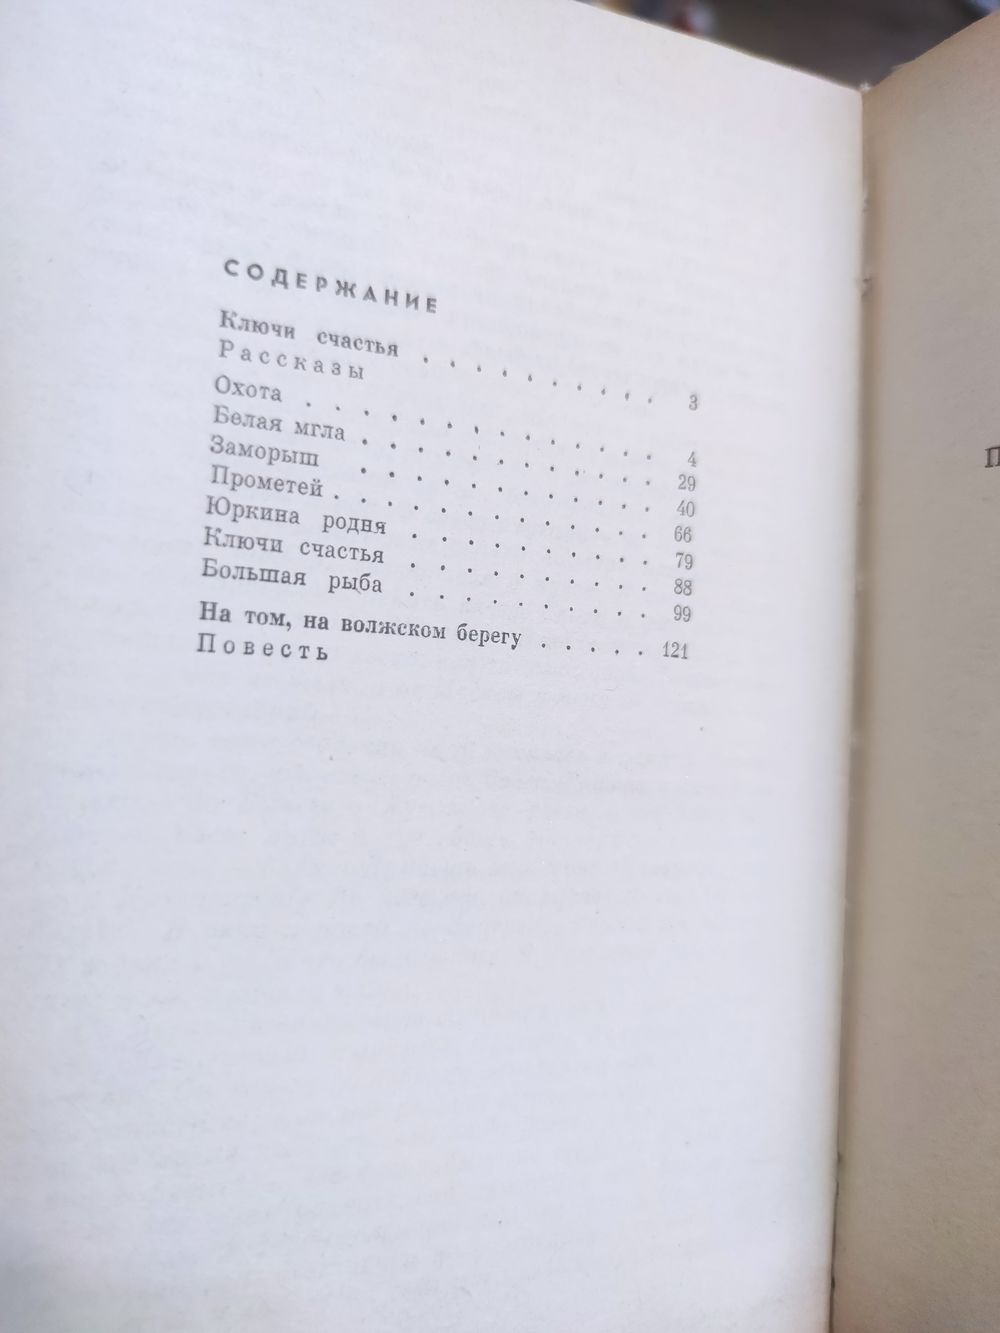 СОДЕРЖАНИЕ
Ключи счастья . . . . . . . . . . 3
Рассказы
Охота . . . . . . . . . . . . . . 4
Белая мгла . . . . . . . . . . . . 29
Заморыш . . . . . . . . . . . . 40
Прометей . . . . . . . . . . . . 66
Юркина родня . . . . . . . . . . 79
Ключи счастья . . . . . . . . . . 88
Большая рыба . . . . . . . . . . 99
На том, на волжском берегу . . . . . 121
Повесть
П